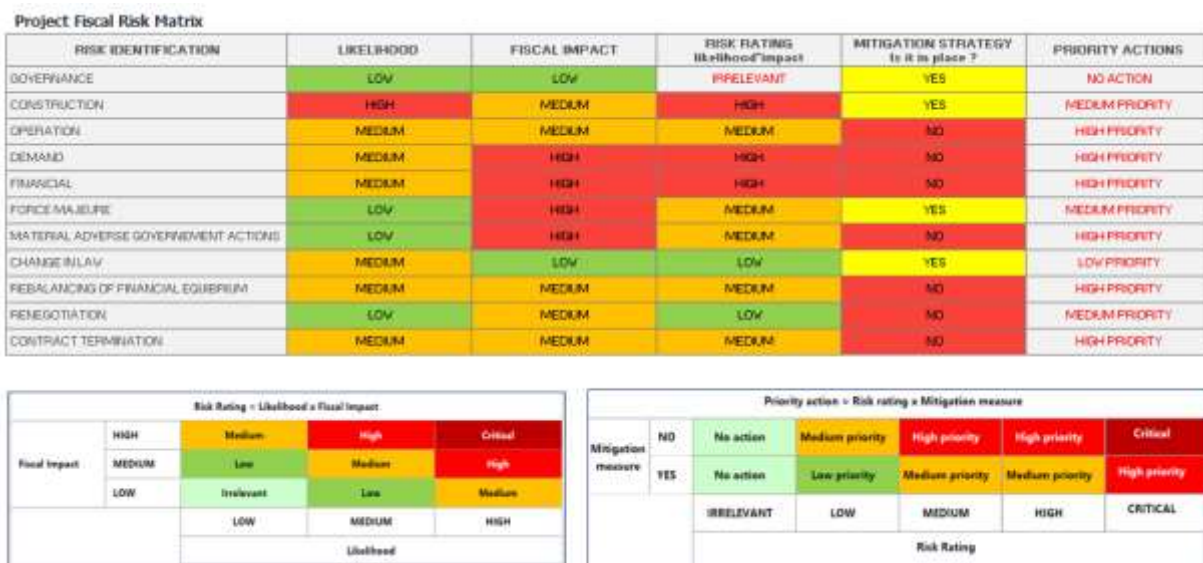 Project Fiscal Risk Matrix
RISK IDENTIFICATION LIKELIHOOD FISCAL IMPACT RISK RATING likelihood*impact MITIGATION STRATEGY Is it in place ? PRIORITY ACTIONS
GOVERNANCE LOW LOW IRRELEVANT YES NO ACTION
CONSTRUCTION HIGH MEDIUM HIGH YES MEDIUM PRIORITY
OPERATION MEDIUM MEDIUM MEDIUM NO HIGH PRIORITY
DEMAND MEDIUM HIGH HIGH NO HIGH PRIORITY
FINANCIAL MEDIUM HIGH HIGH NO HIGH PRIORITY
FORCE MAJEURE LOW HIGH MEDIUM YES MEDIUM PRIORITY
MATERIAL ADVERSE GOVERNEMENT ACTIONS LOW HIGH MEDIUM NO HIGH PRIORITY
CHANGE IN LAW MEDIUM LOW LOW YES LOW PRIORITY
REBALANCING OF FINANCIAL EQUIBRIUM MEDIUM MEDIUM MEDIUM NO HIGH PRIORITY
RENEGOTIATION LOW MEDIUM LOW NO MEDIUM PRIORITY
CONTRACT TERMINATION MEDIUM MEDIUM MEDIUM NO HIGH PRIORITY
Risk Rating = Likelihood x Fiscal Impact
HIGH Medium High Critical
Fiscal Impact MEDIUM Low Medium High
LOW Irrelevant Low Medium
LOW MEDIUM HIGH
Likelihood
Priority action = Risk rating x Mitigation measure
Mitigation measure
NO No action Medium priority High priority High priority Critical
YES No action Low priority Medium priority Medium priority High priority
IRRELEVANT LOW MEDIUM HIGH CRITICAL
Risk Rating